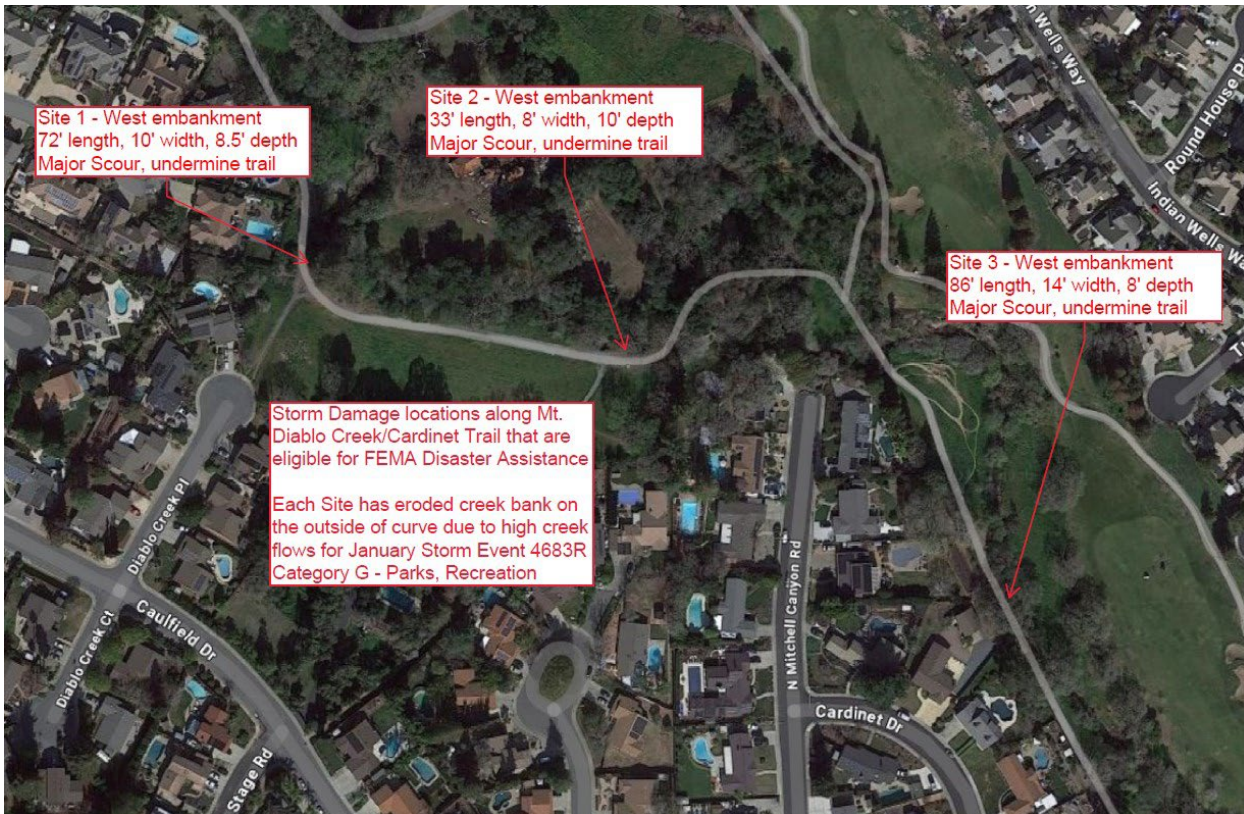 Site 1 - West embankment
72' length, 10' width, 8.5' depth
Major Scour, undermine trail
Site 2 - West embankment
33' length, 8' width, 10' depth
Major Scour, undermine trail
Site 3 - West embankment
86' length, 14' width, 8' depth
Major Scour, undermine trail
Storm Damage locations along Mt.
Diablo Creek/Cardinet Trail that are
eligible for FEMA Disaster Assistance
Each Site has eroded creek bank on
the outside of curve due to high creek
flows for January Storm Event 4683R
Category G - Parks, Recreation
Wells Way
Round House Pl
Indian Wells Wa
Diablo Creek Pl
Diablo Creek Ct
Caulfield Dr
Stage Rd
N Mitchell Canyon Rd
Cardinet Dr